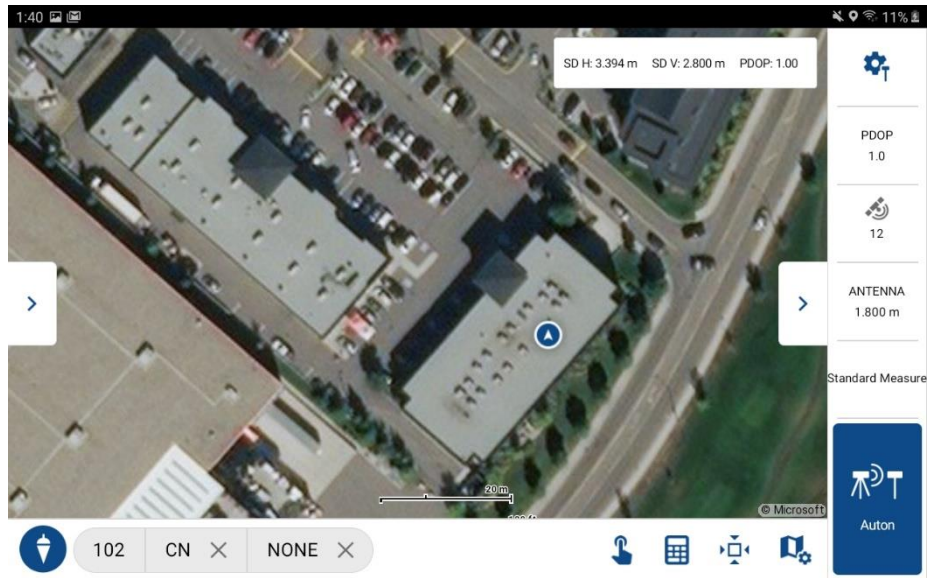 1:40
11%
SD H: 3.394 m SD V: 2.800 m PDOP: 1.00
PDOP
1.0
12
ANTENNA
1.800 m
Standard Measure
Auton
20 m
© Microsoft
102 CN NONE